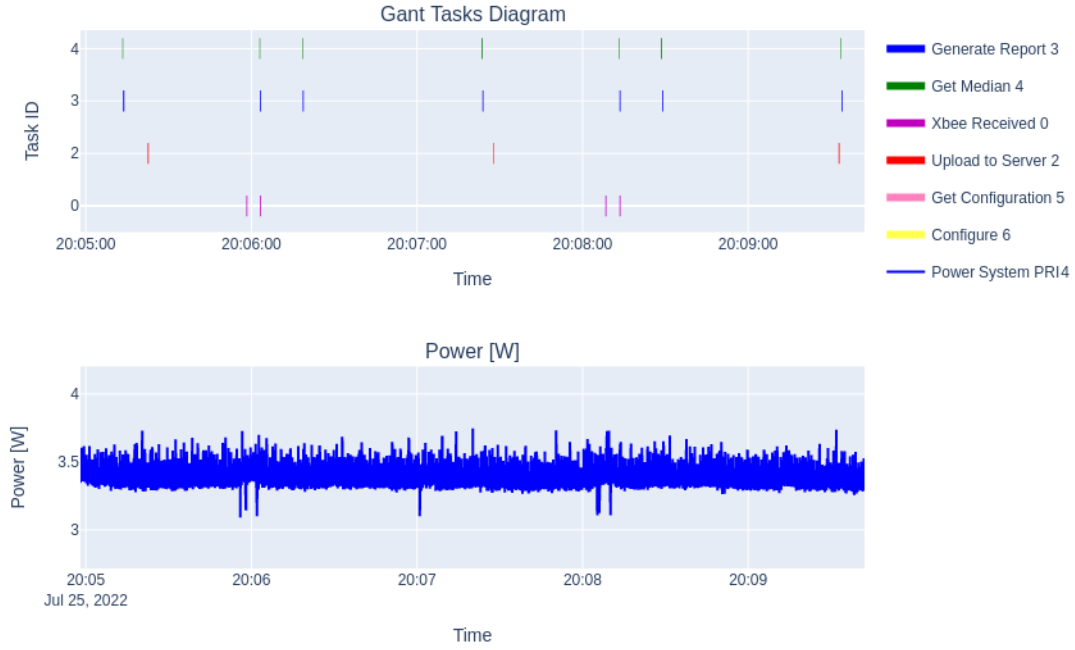 Gant Tasks Diagram
4
3
2
0
Task ID
20:05:00 20:06:00 20:07:00 20:08:00 20:09:00
Time
Generate Report 3
Get Median 4
Xbee Received 0
Upload to Server 2
Get Configuration 5
Configure 6
Power System PRI4
Power [W]
4
3.5
3
Power [W]
20:05 20:06 20:07 20:08 20:09
Jul 25, 2022
Time